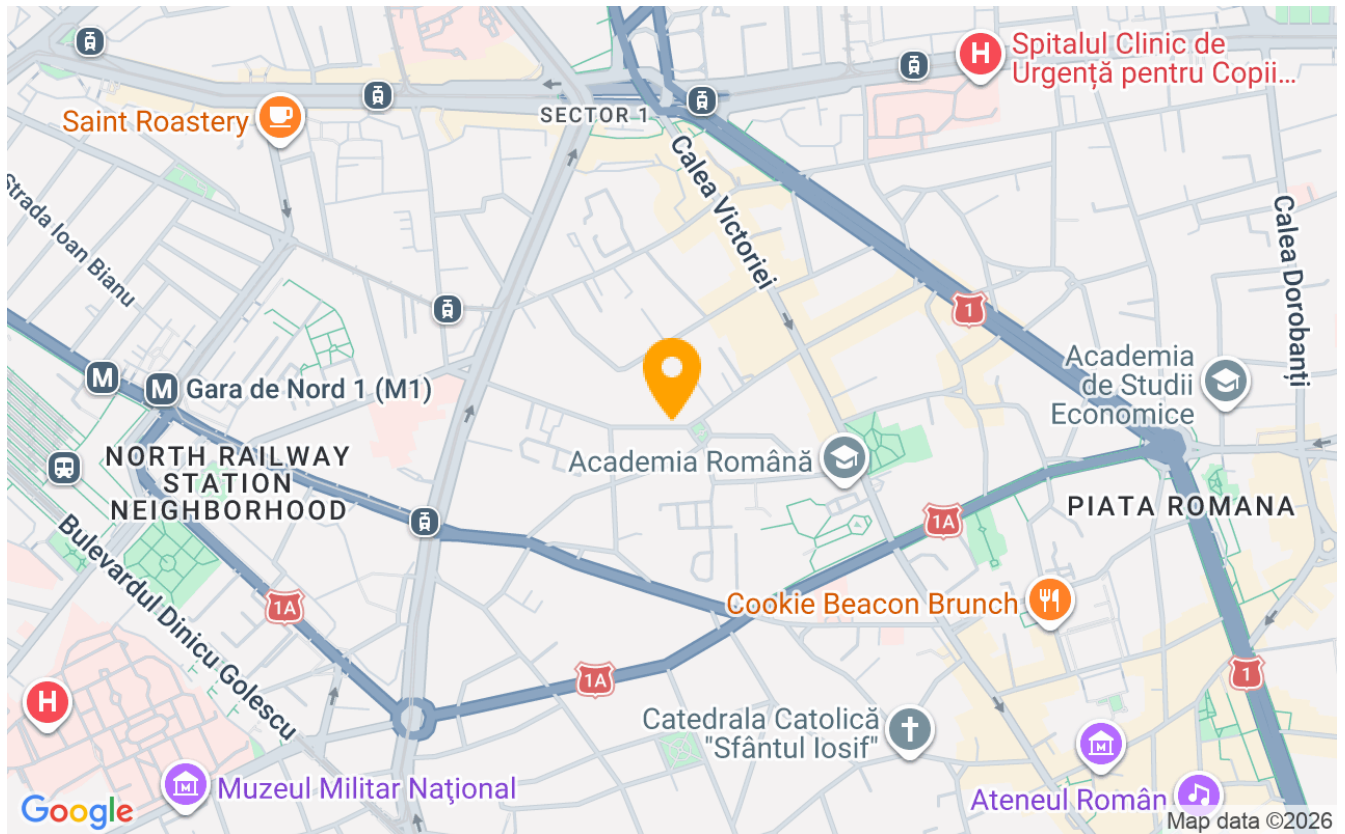 Spitalul Clinic de
Urgență pentru Copii...
Saint Roastery
SECTOR 1
Calea Victoriei
Strada Ioan Bianu
Calea Dorobanți
1
Academia
de Studii
Economice
M
M
Gara de Nord 1 (M1)
NORTH RAILWAY
STATION
NEIGHBORHOOD
Academia Română
PIATA ROMANA
1A
Bulevardul Dinicu Golescu
1A
Cookie Beacon Brunch
1A
1
H
H
Catedrala Catolică
"Sfântul Iosif"
Muzeul Militar Naţional
Ateneul Român
Google
Map data ©2026